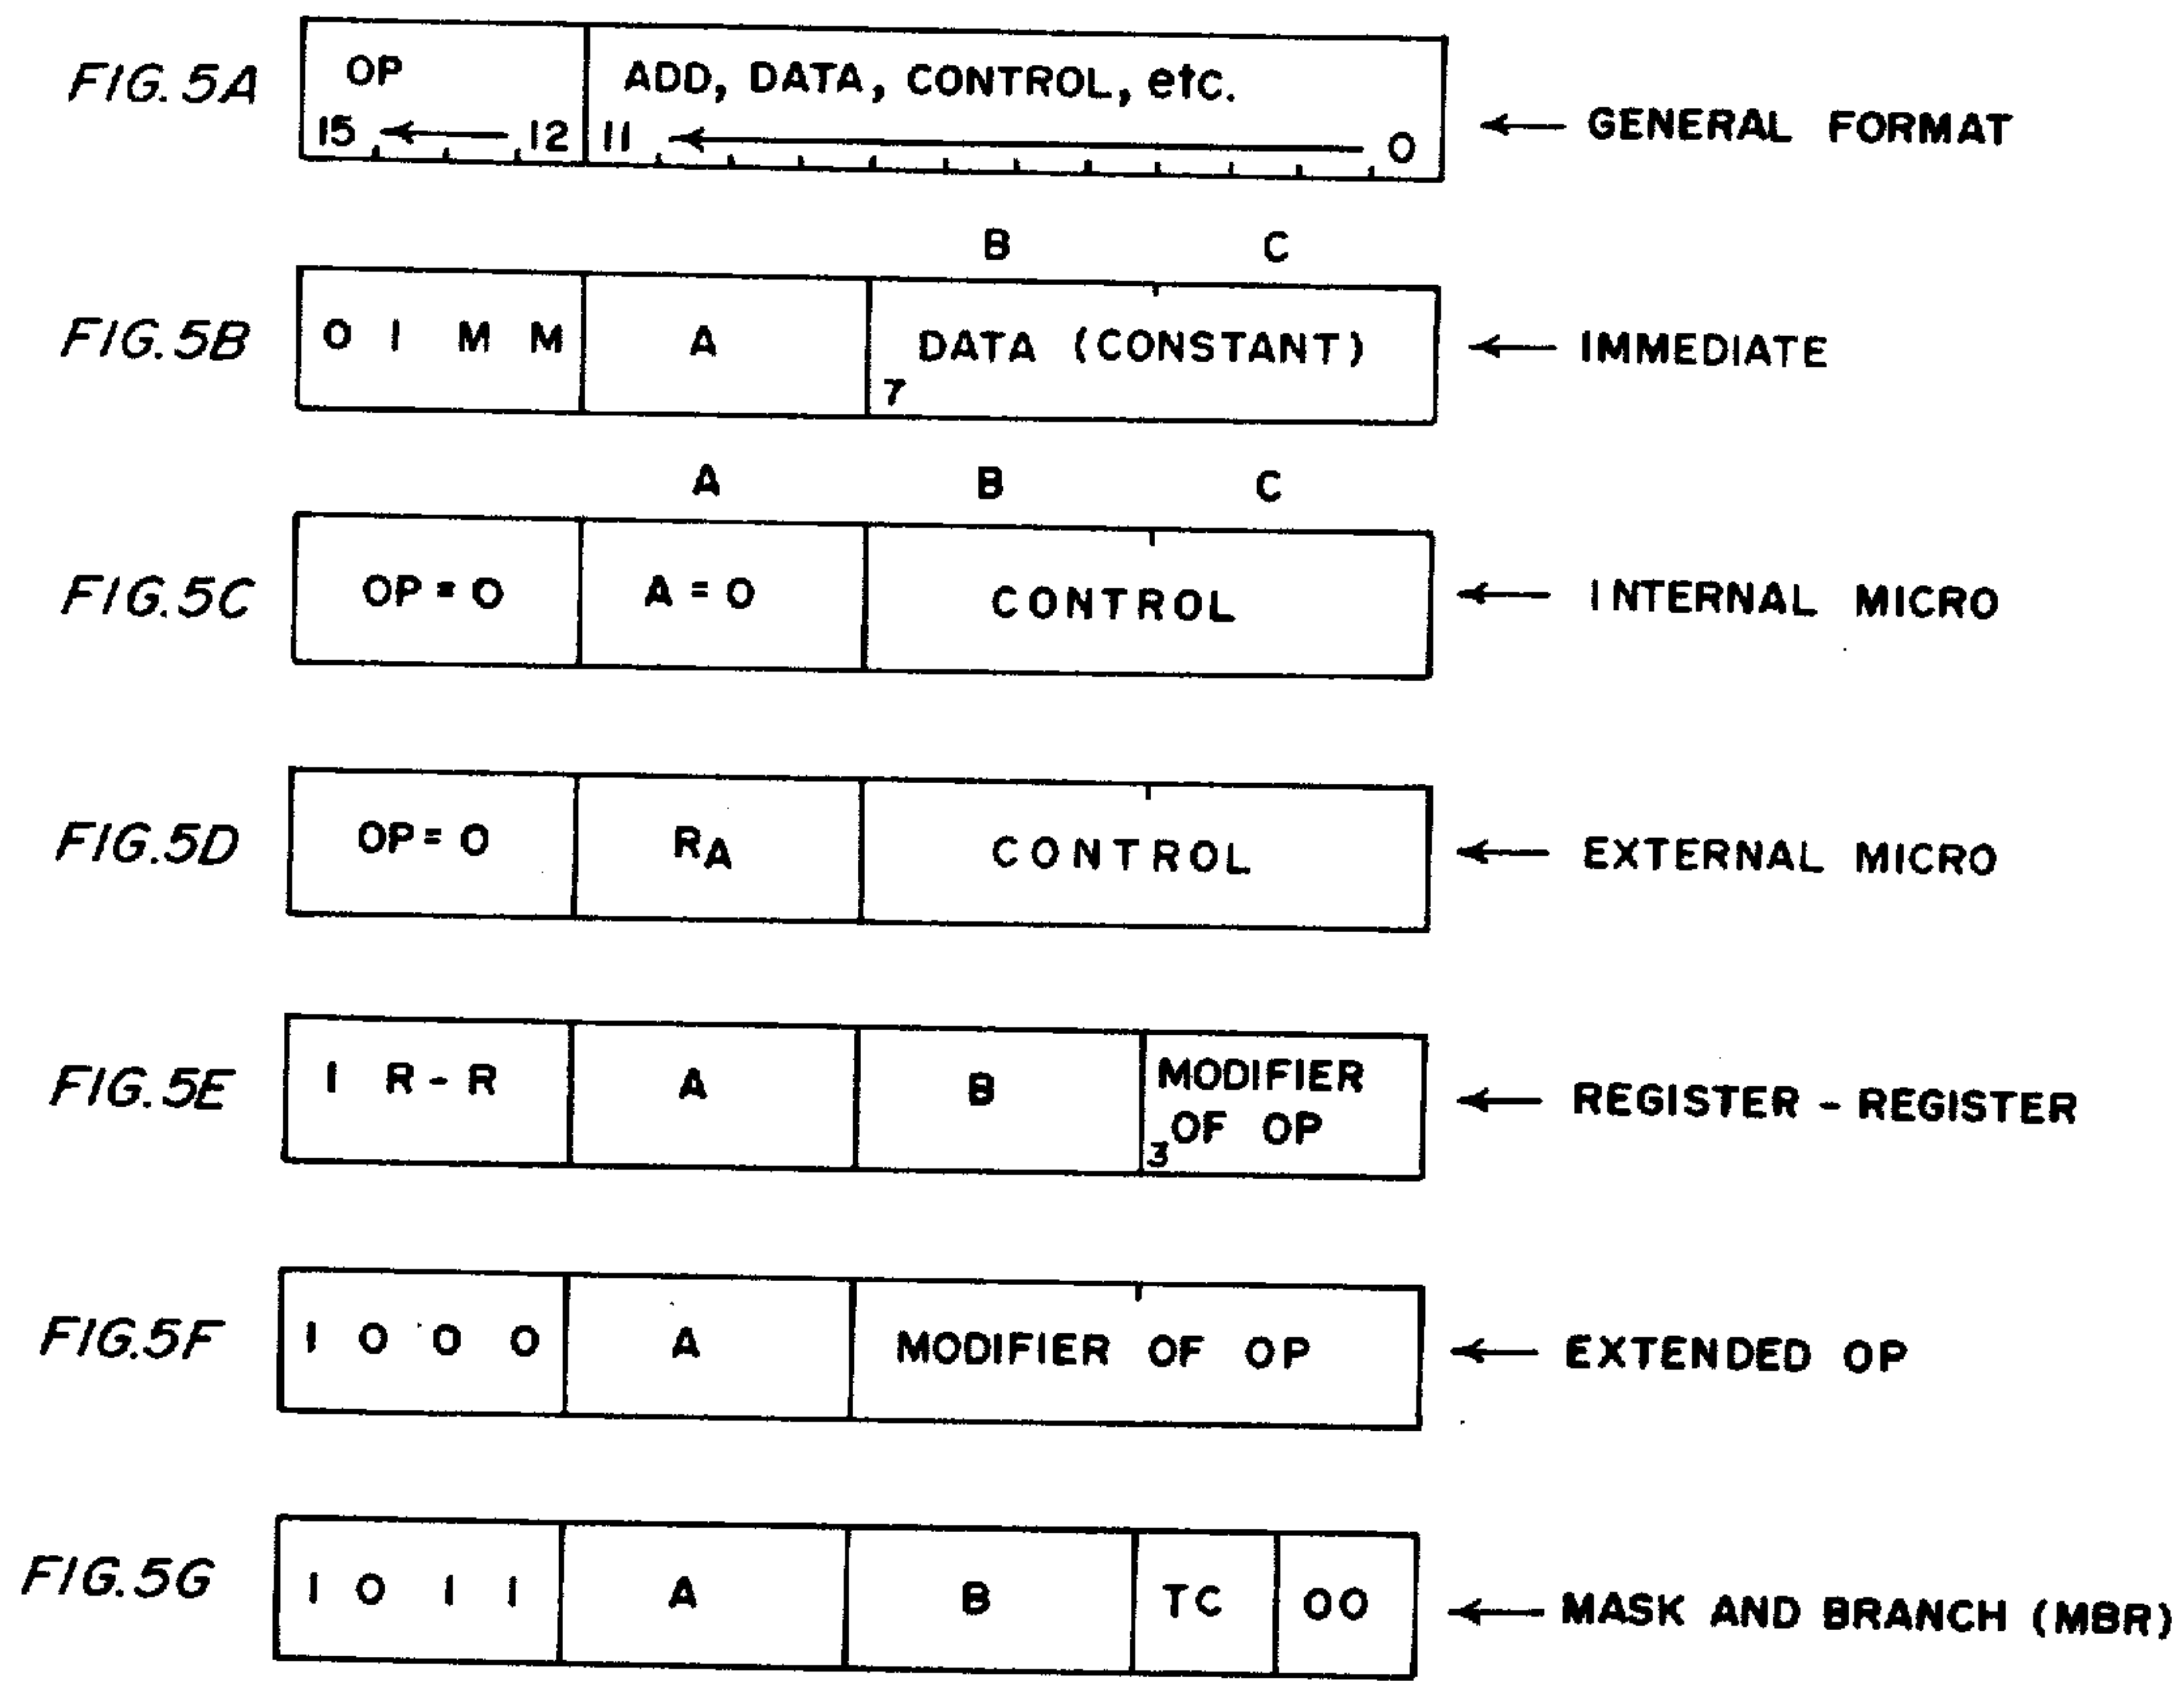 FIG. 5A
OP
ADD, DATA, CONTROL, etc.
15 12 11 0
GENERAL FORMAT
B C
FIG. 5B
0 1 M M
A
DATA (CONSTANT)
7
IMMEDIATE
A B C
FIG. 5C
OP = 0
A = 0
CONTROL
INTERNAL MICRO
FIG. 5D
OP = 0
RA
CONTROL
EXTERNAL MICRO
FIG. 5E
1 R - R
A
B
MODIFIER
OF OP
3
REGISTER - REGISTER
FIG. 5F
1 0 0 0
A
MODIFIER OF OP
EXTENDED OP
FIG. 5G
1 0 1 1
A
B
TC
00
MASK AND BRANCH (MBR)